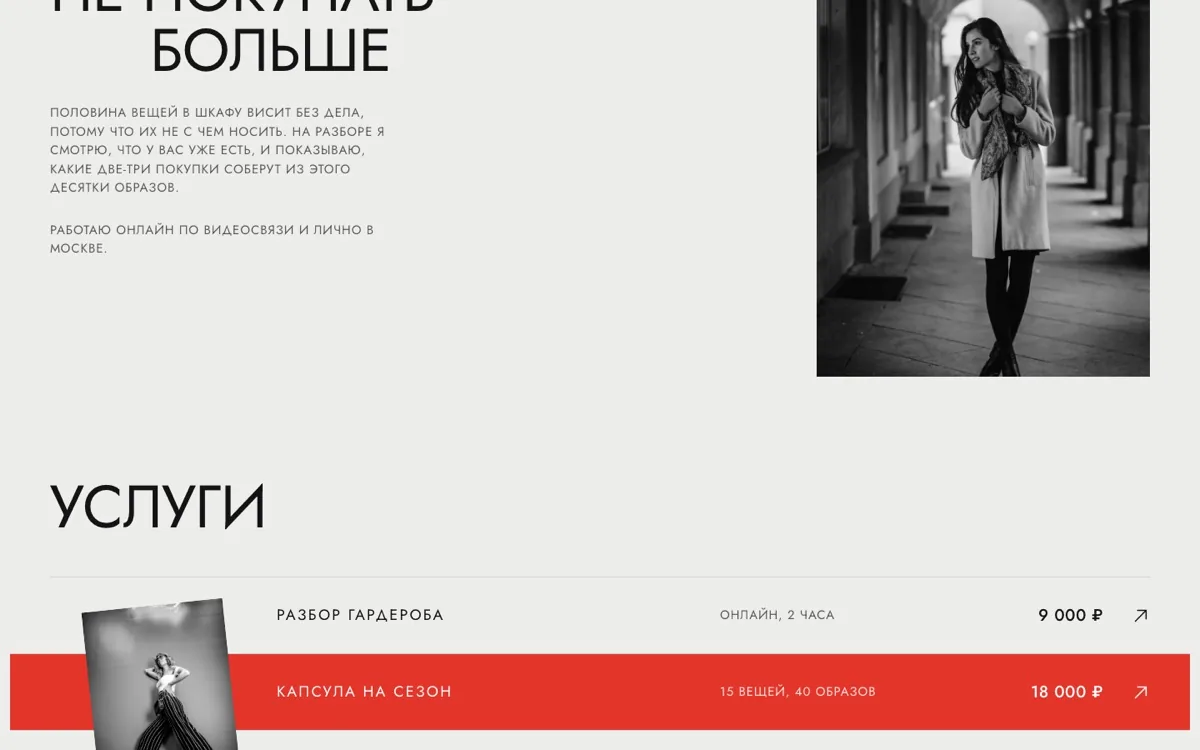 НЕ ПОКУПАТЬ
БОЛЬШЕ
ПОЛОВИНА ВЕЩЕЙ В ШКАФУ ВИСИТ БЕЗ ДЕЛА,
ПОТОМУ ЧТО ИХ НЕ С ЧЕМ НОСИТЬ. НА РАЗБОРЕ Я
СМОТРЮ, ЧТО У ВАС УЖЕ ЕСТЬ, И ПОКАЗЫВАЮ,
КАКИЕ ДВЕ-ТРИ ПОКУПКИ СОБЕРУТ ИЗ ЭТОГО
ДЕСЯТКИ ОБРАЗОВ.
РАБОТАЮ ОНЛАЙН ПО ВИДЕОСВЯЗИ И ЛИЧНО В
МОСКВЕ.
УСЛУГИ
РАЗБОР ГАРДЕРОБА ОНЛАЙН, 2 ЧАСА 9 000 ₽
КАПСУЛА НА СЕЗОН 15 ВЕЩЕЙ, 40 ОБРАЗОВ 18 000 ₽